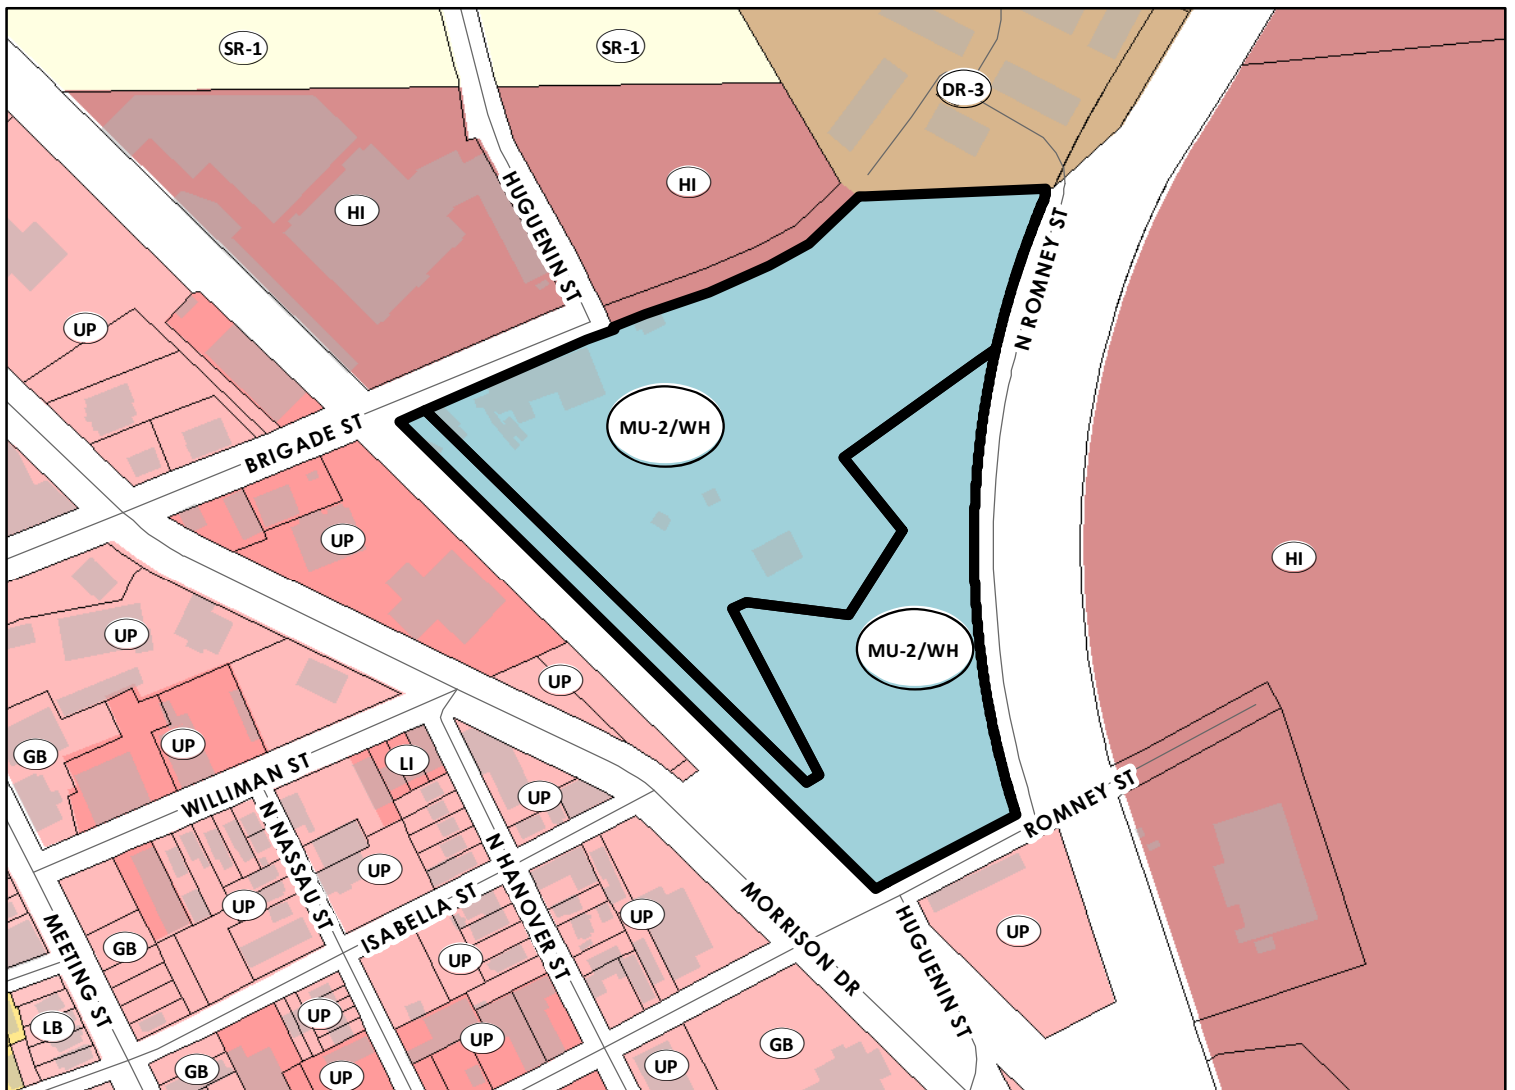 SR-1
SR-1
DR-3
HI
HI
HUGUENIN ST
N ROMNEY ST
UP
MU-2/WH
BRIGADE ST
UP
HI
UP
MU-2/WH
UP
UP
GB
LI
WILLIMAN ST
UP
ROMNEY ST
N NASSAU ST
N HANOVER ST
UP
UP
ISABELLA ST
UP
MORRISON DR
HUGUENIN ST
UP
MEETING ST
GB
UP
UP
LB
UP
UP
GB
GB
UP
UP